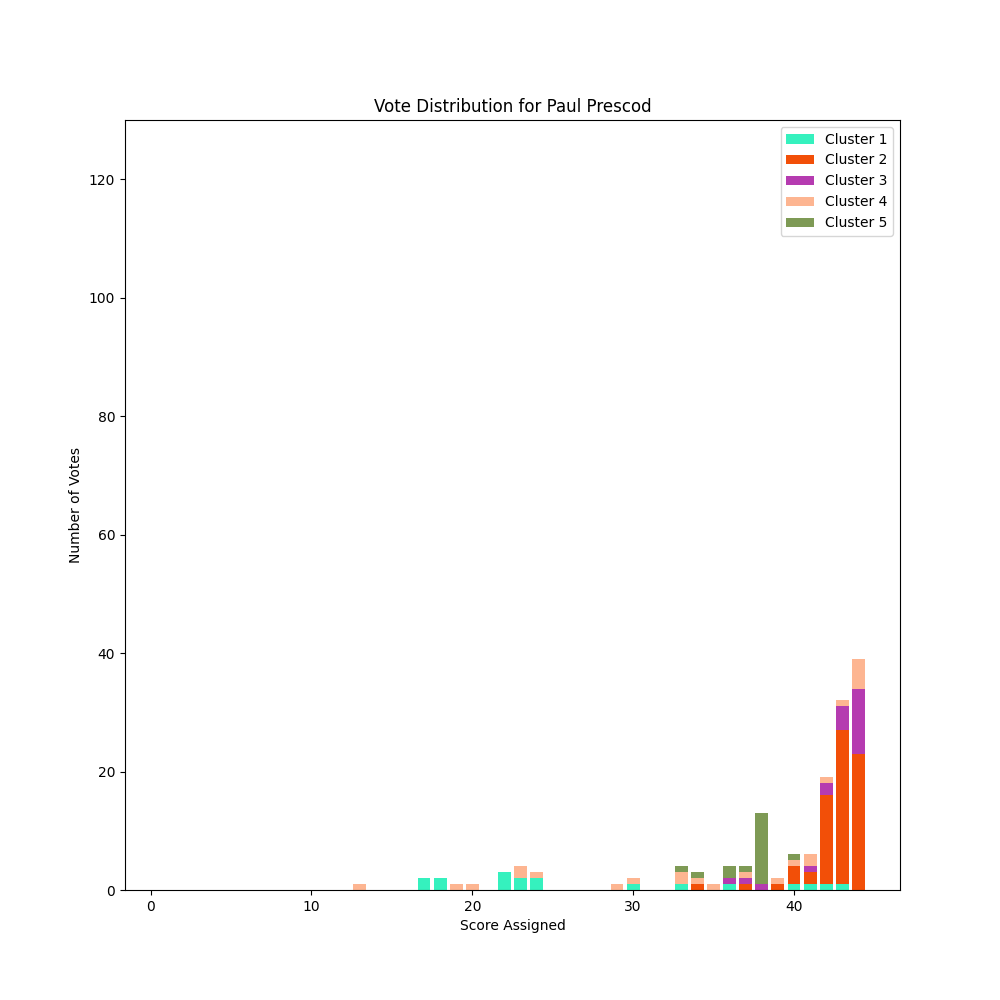 Vote Distribution for Paul Prescod
Cluster 1
Cluster 2
Cluster 3
Cluster 4
Cluster 5
120
100
80
60
40
20
0
Number of Votes
0 10 20 30 40
Score Assigned